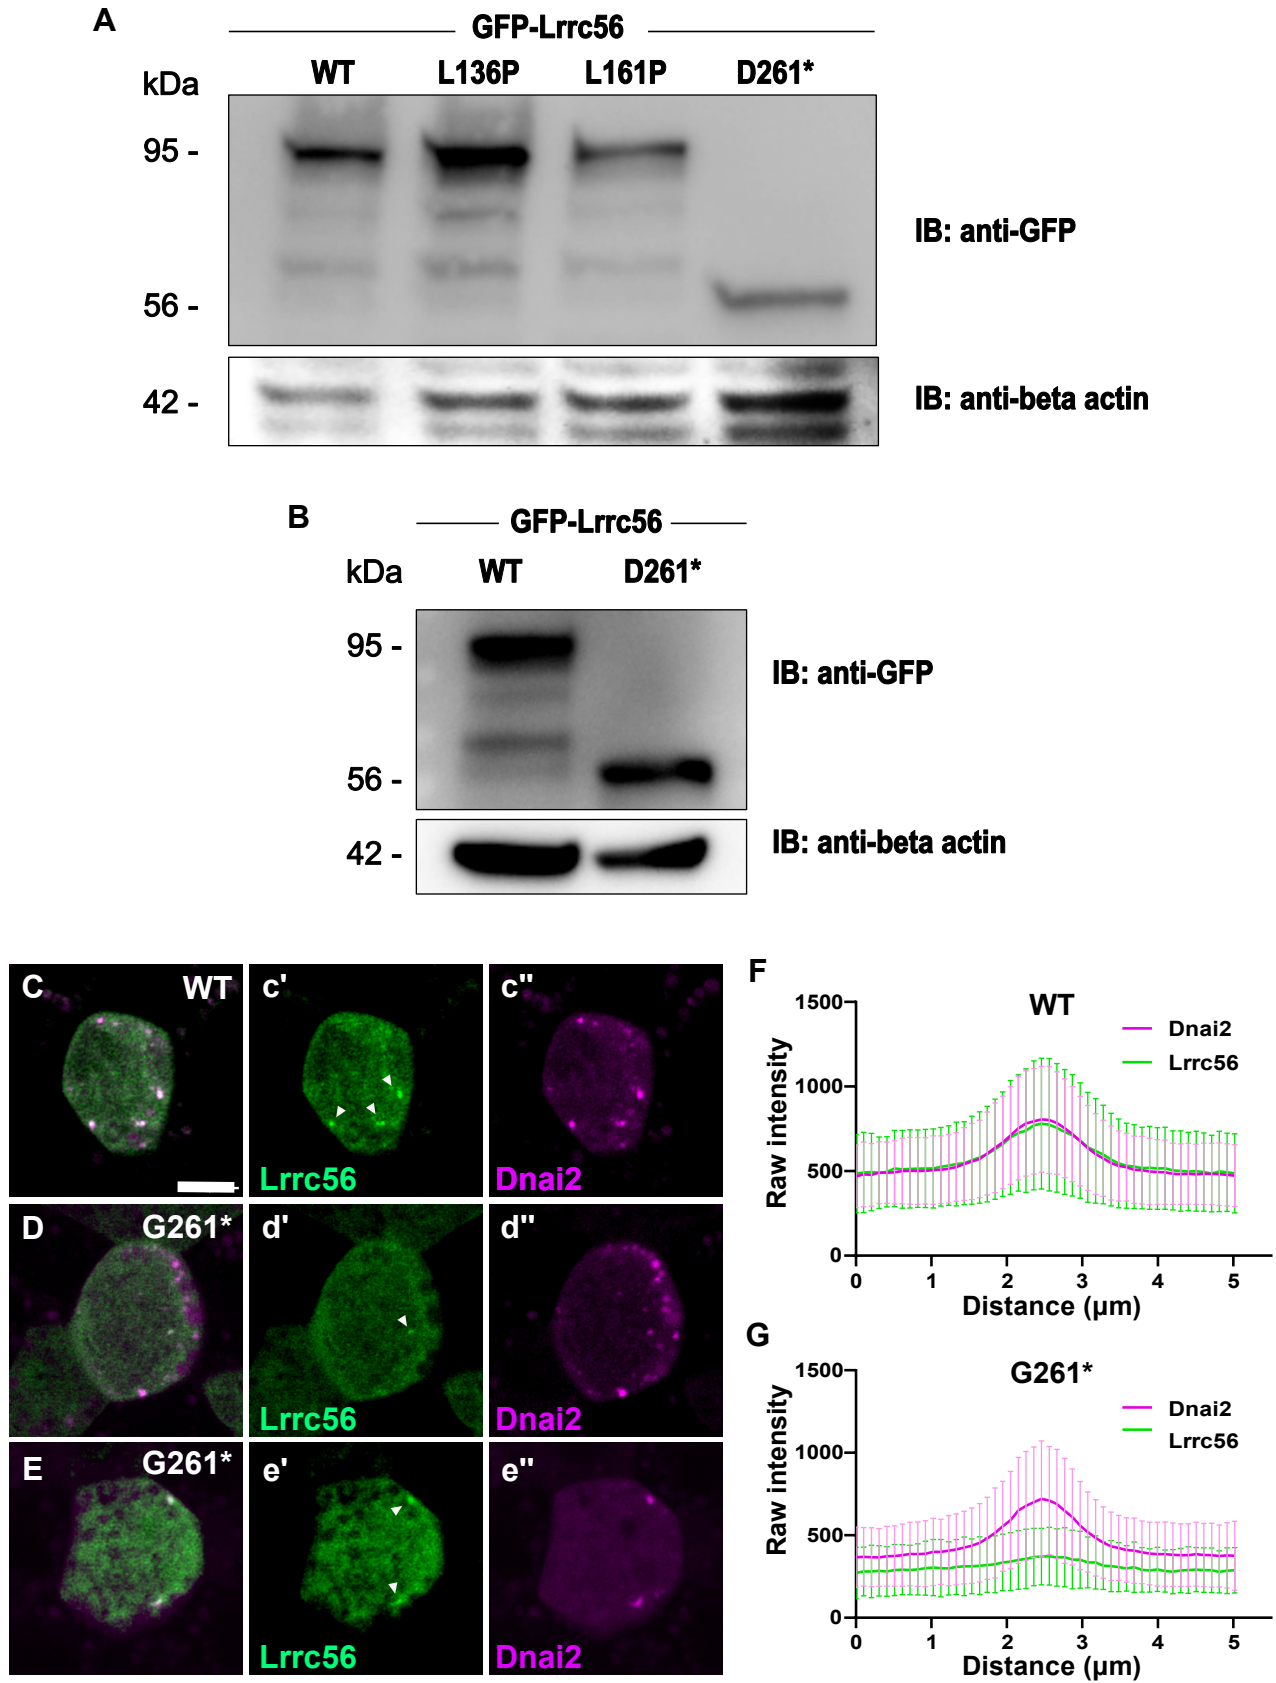 A
GFP-Lrrc56
kDa WT L136P L161P D261*
95 -
56 -
IB: anti-GFP
42 -
IB: anti-beta actin
B
GFP-Lrrc56
kDa WT D261*
95 -
56 -
IB: anti-GFP
42 -
IB: anti-beta actin
C WT
c' Lrrc56
c'' Dnai2
D G261*
d' Lrrc56
d'' Dnai2
E G261*
e' Lrrc56
e'' Dnai2
F
WT
Dnai2
Lrrc56
Raw intensity
1500
1000
500
0
0 1 2 3 4 5
Distance (µm)
G
G261*
Dnai2
Lrrc56
Raw intensity
1500
1000
500
0
0 1 2 3 4 5
Distance (µm)